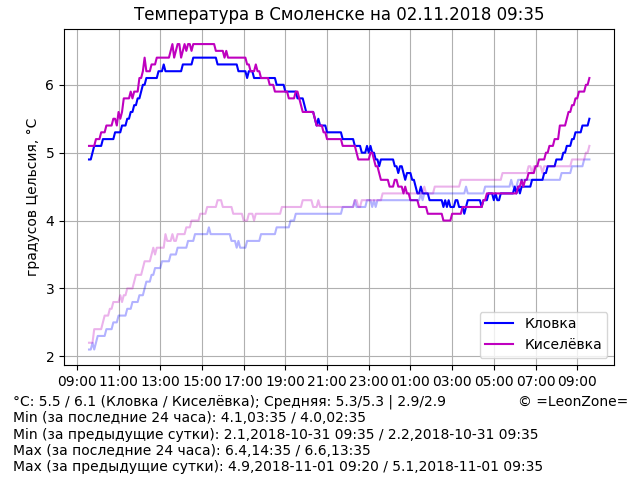 Температура в Смоленске на 02.11.2018 09:35
градусов Цельсия, °C
6
5
4
3
2
Кловка
Киселёвка
09:00 11:00 13:00 15:00 17:00 19:00 21:00 23:00 01:00 03:00 05:00 07:00 09:00
°C: 5.5 / 6.1 (Кловка / Киселёвка); Средняя: 5.3/5.3 | 2.9/2.9 © =LeonZone=
Min (за последние 24 часа): 4.1,03:35 / 4.0,02:35
Min (за предыдущие сутки): 2.1,2018-10-31 09:35 / 2.2,2018-10-31 09:35
Max (за последние 24 часа): 6.4,14:35 / 6.6,13:35
Max (за предыдущие сутки): 4.9,2018-11-01 09:20 / 5.1,2018-11-01 09:35